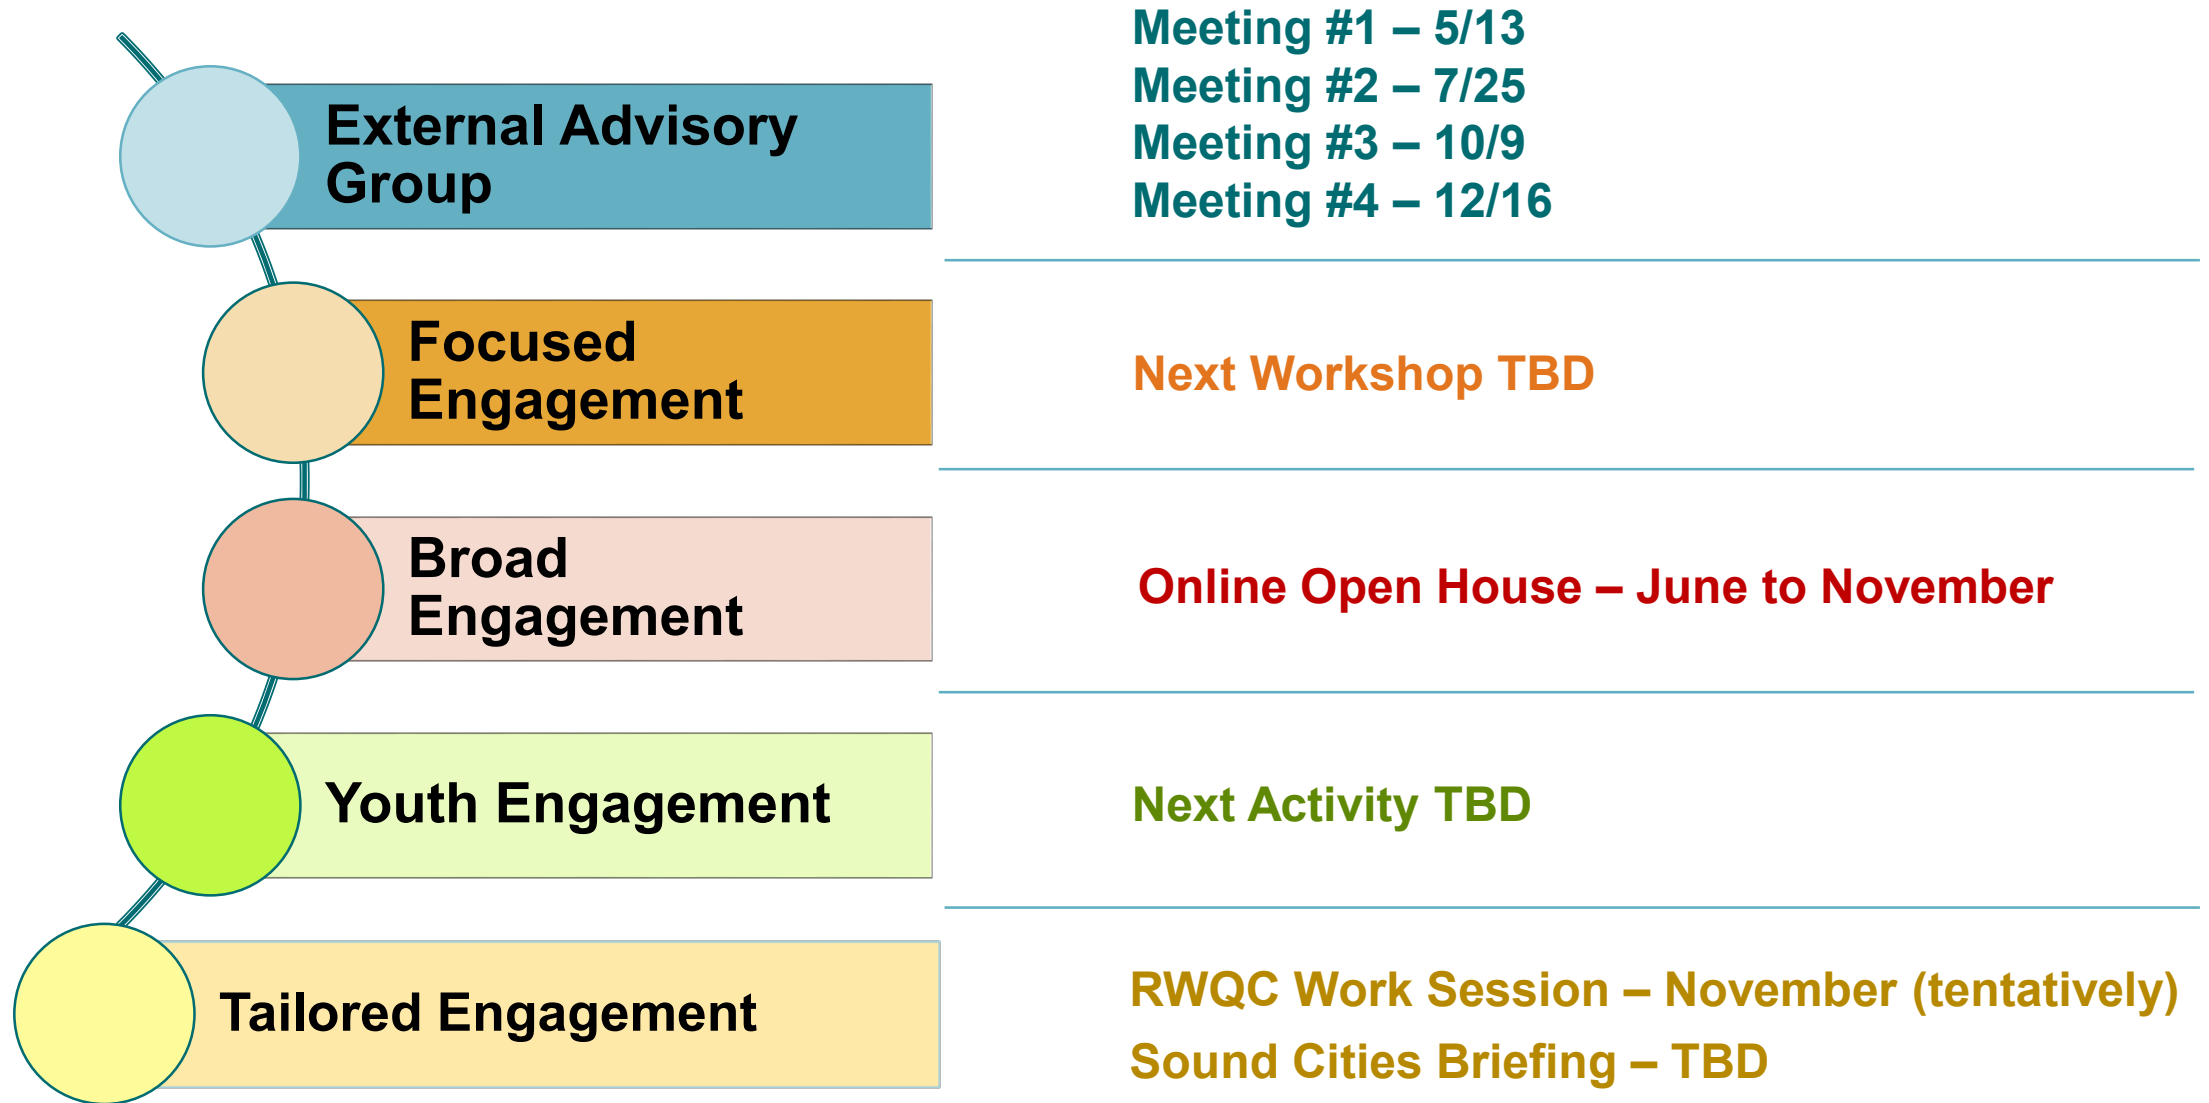 External Advisory
Group
Meeting #1 – 5/13
Meeting #2 – 7/25
Meeting #3 – 10/9
Meeting #4 – 12/16
Focused
Engagement
Next Workshop TBD
Broad
Engagement
Online Open House – June to November
Youth Engagement
Next Activity TBD
Tailored Engagement
RWQC Work Session – November (tentatively)
Sound Cities Briefing – TBD